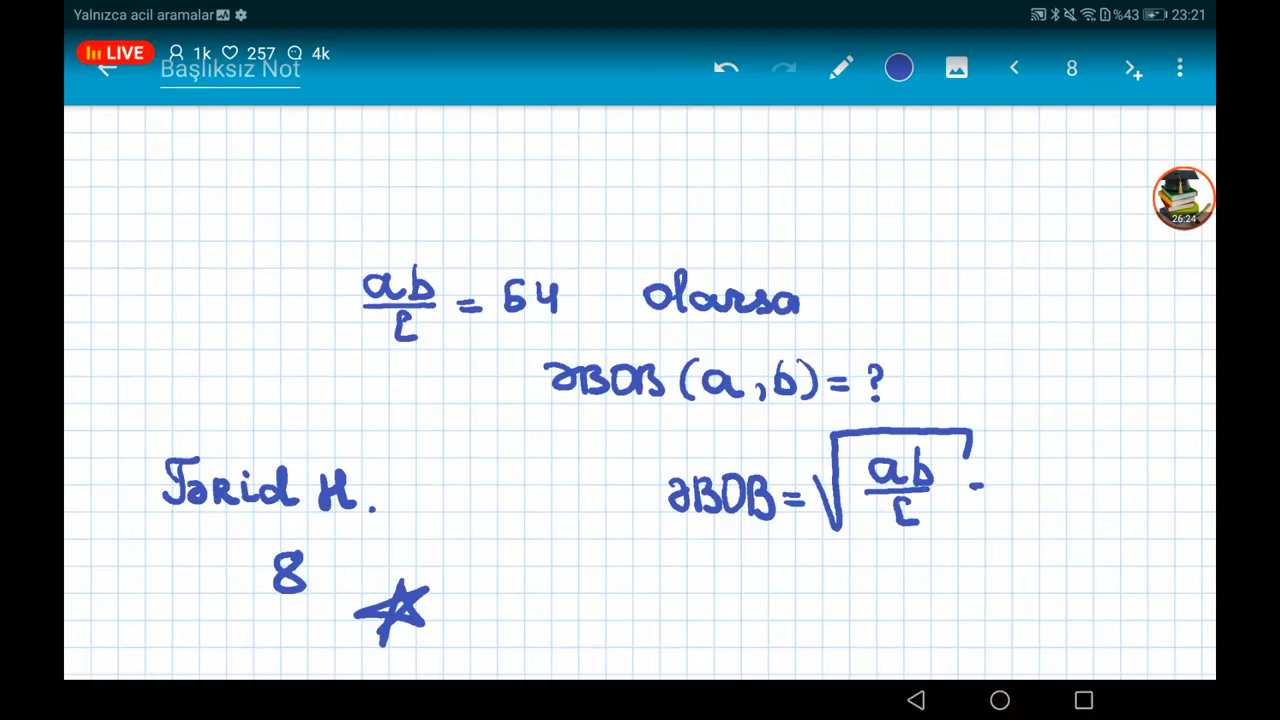 Yalnızca acil aramalar %43 23:21
LIVE 1k 257 4k
Başlıksız Not 8
26:24
ab/c = 64 olarsa
ƏBOB(a,b) = ?
Fərid H.
ƏBOB = √(ab/c) =
8